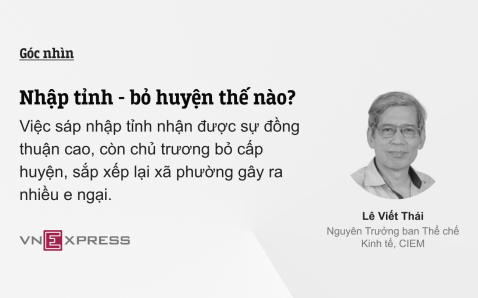 Góc nhìn
Nhập tỉnh - bỏ huyện thế nào?
Việc sáp nhập tỉnh nhận được sự đồng
thuận cao, còn chủ trương bỏ cấp
huyện, sắp xếp lại xã phường gây ra
nhiều e ngại.
VNEXPRESS
Lê Viết Thái
Nguyên Trưởng ban Thể chế
Kinh tế, CIEM